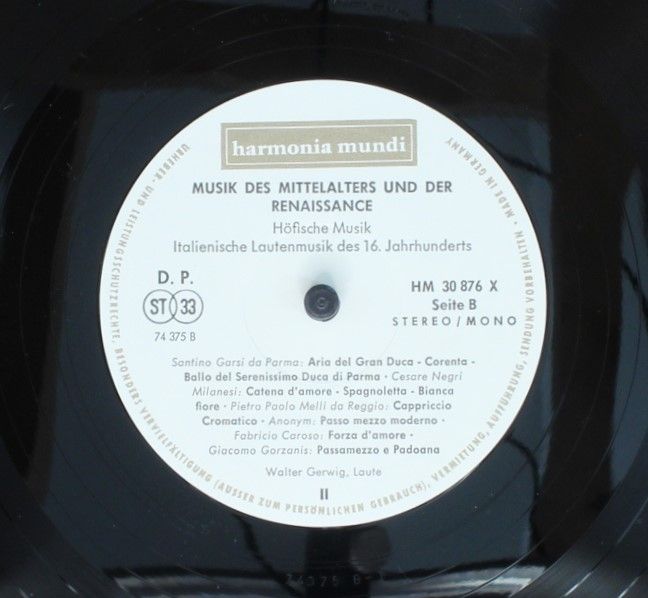 harmonia mundi
MUSIK DES MITTELALTERS UND DER
RENAISSANCE
Höfische Musik
Italienische Lautenmusik des 16. Jahrhunderts
D. P.
ST 33
74 375 B
HM 30 876 X
Seite B
STEREO/MONO
Santino Garsi da Parma: Aria del Gran Duca - Corenta -
Ballo del Serenissimo Duca di Parma · Cesare Negri
Milanesi: Catena d'amore - Spagnoletta - Bianca
fiore · Pietro Paolo Melli da Reggio: Cappriccio
Cromatico · Anonym: Passo mezzo moderno ·
Fabricio Caroso: Forza d'amore ·
Giacomo Gorzanis: Passamezzo e Padoana
Walter Gerwig, Laute
II
URHEBER- UND LEISTUNGSSCHUTZRECHTE, BESONDERS VERVIELFÄLTIGUNG (AUSSER ZUM PERSÖNLICHEN GEBRAUCH), VERMITTUNG, AUFFÜHRUNG, SENDUNG VORBEHALTEN · MADE IN GERMANY